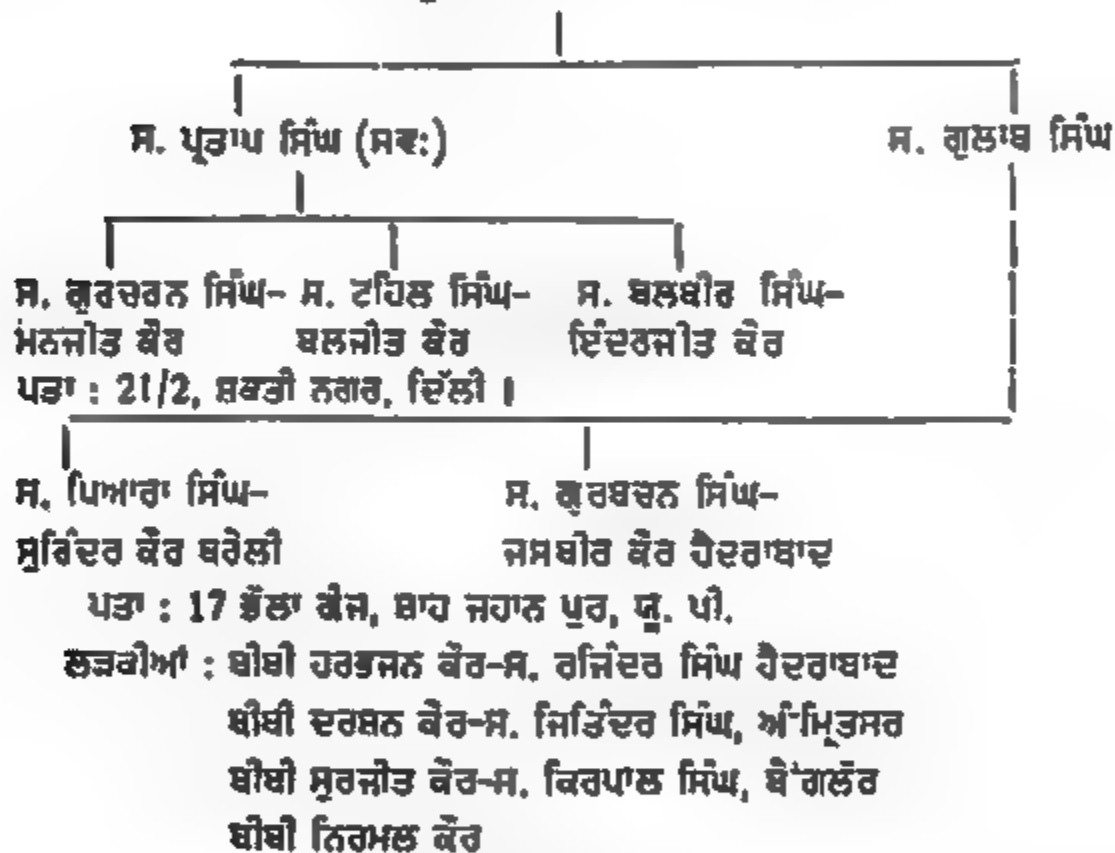 ਸ. ਪ੍ਰਤਾਪ ਸਿੰਘ (ਸਵ:) ਸ. ਗੁਲਾਬ ਸਿੰਘ
ਸ. ਗੁਰਚਰਨ ਸਿੰਘ- ਸ. ਟਹਿਲ ਸਿੰਘ- ਸ. ਬਲਬੀਰ ਸਿੰਘ-
ਮਨਜੀਤ ਕੌਰ ਬਲਜੀਤ ਕੌਰ ਇੰਦਰਜੀਤ ਕੌਰ
ਪਤਾ : 21/2, ਸ਼ਕਤੀ ਨਗਰ, ਦਿੱਲੀ ।
ਸ. ਪਿਆਰਾ ਸਿੰਘ- ਸ. ਗੁਰਬਚਨ ਸਿੰਘ-
ਸੁਰਿੰਦਰ ਕੌਰ ਬਰੇਲੀ ਜਸਬੀਰ ਕੌਰ ਹੈਦਰਾਬਾਦ
ਪਤਾ : 17 ਭੋਲਾ ਗੰਜ, ਸ਼ਾਹ ਜਹਾਨ ਪੁਰ, ਯੂ. ਪੀ.
ਲੜਕੀਆਂ : ਬੀਬੀ ਹਰਭਜਨ ਕੌਰ-ਸ. ਰਜਿੰਦਰ ਸਿੰਘ ਹੈਦਰਾਬਾਦ
ਬੀਬੀ ਦਰਸ਼ਨ ਕੌਰ-ਸ. ਜਿਤਿੰਦਰ ਸਿੰਘ, ਅੰਮ੍ਰਿਤਸਰ
ਬੀਬੀ ਸੁਰਜੀਤ ਕੌਰ-ਸ. ਕਿਰਪਾਲ ਸਿੰਘ, ਬੈਂਗਲੌਰ
ਬੀਬੀ ਨਿਰਮਲ ਕੌਰ